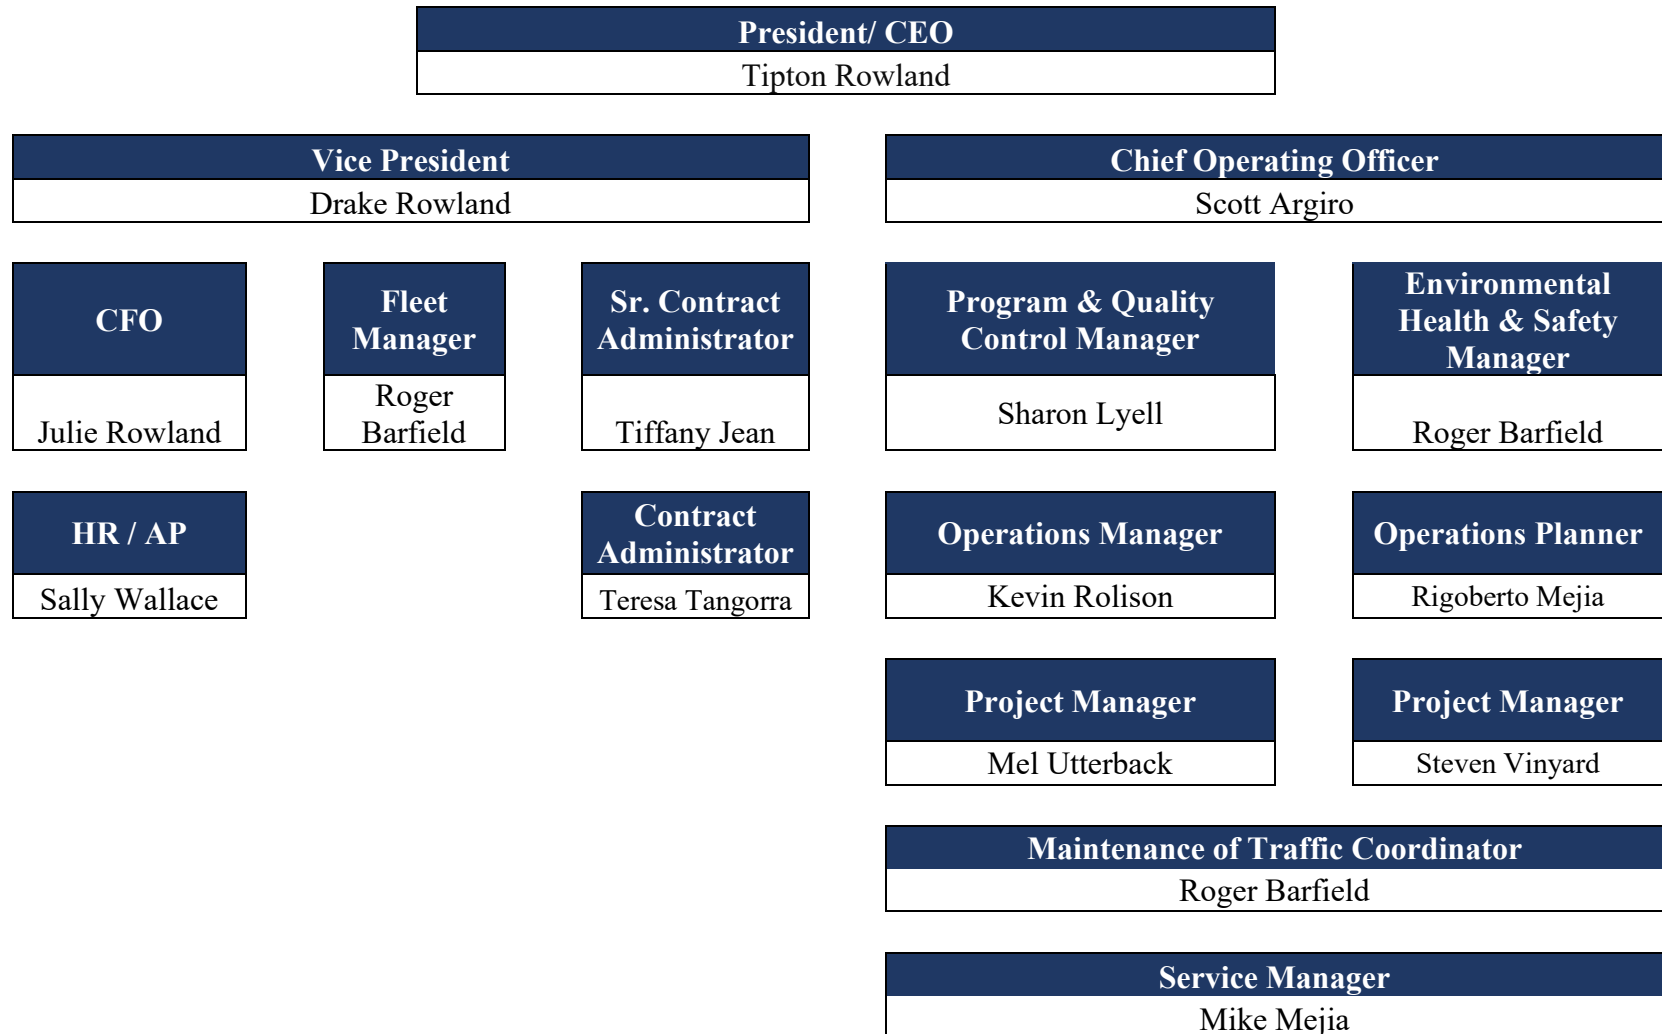 President/ CEO
Tipton Rowland
Vice President
Drake Rowland
Chief Operating Officer
Scott Argiro
CFO
Julie Rowland
Fleet
Manager
Roger
Barfield
Sr. Contract
Administrator
Tiffany Jean
Program & Quality
Control Manager
Sharon Lyell
Environmental
Health & Safety
Manager
Roger Barfield
HR / AP
Sally Wallace
Contract
Administrator
Teresa Tangorra
Operations Manager
Kevin Rolison
Operations Planner
Rigoberto Mejia
Project Manager
Mel Utterback
Project Manager
Steven Vinyard
Maintenance of Traffic Coordinator
Roger Barfield
Service Manager
Mike Mejia